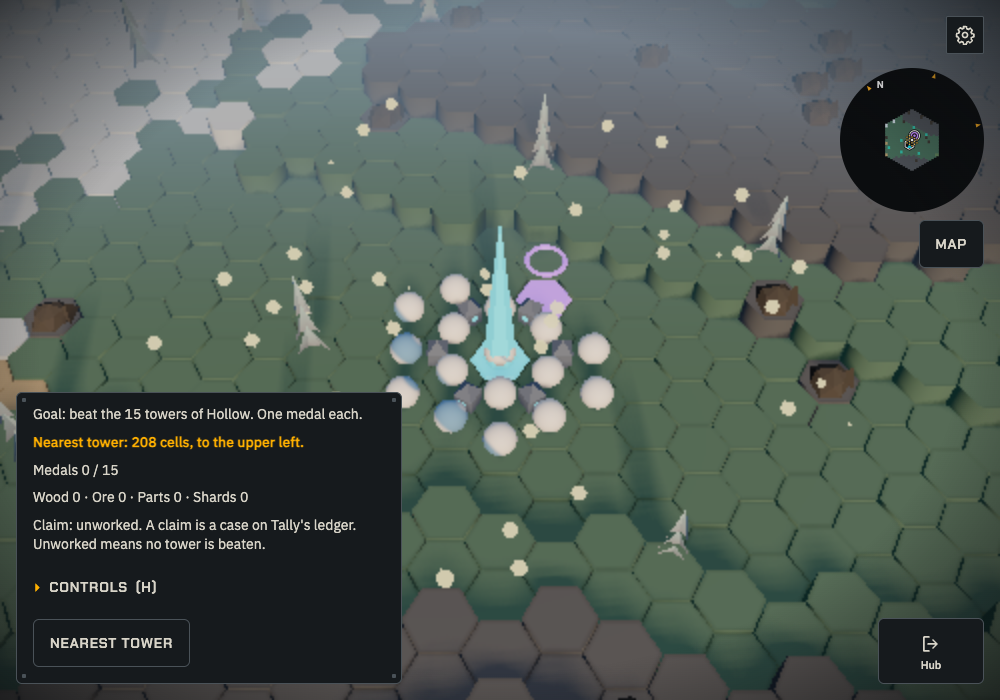 N
MAP
Goal: beat the 15 towers of Hollow. One medal each.
Nearest tower: 208 cells, to the upper left.
Medals 0 / 15
Wood 0 · Ore 0 · Parts 0 · Shards 0
Claim: unworked. A claim is a case on Tally's ledger.
Unworked means no tower is beaten.
CONTROLS (H)
NEAREST TOWER
Hub